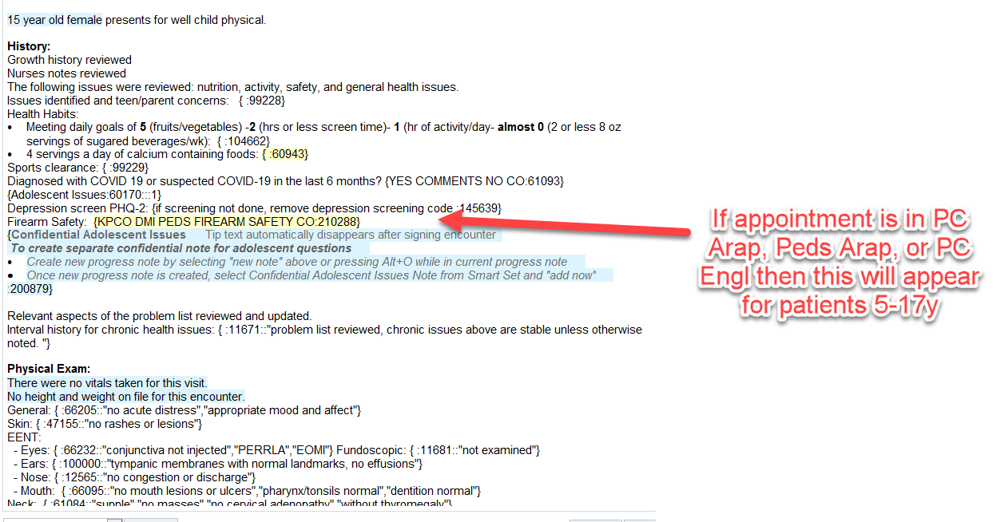 15 year old female presents for well child physical.
History:
Growth history reviewed
Nurses notes reviewed
The following issues were reviewed: nutrition, activity, safety, and general health issues.
Issues identified and teen/parent concerns:   { :99228}
Health Habits:
•    Meeting daily goals of 5 (fruits/vegetables) -2 (hrs or less screen time)- 1 (hr of activity/day- almost 0 (2 or less 8 oz
servings of sugared beverages/wk):  { :104662}
•    4 servings a day of calcium containing foods: { :60943}
Sports clearance: { :99229}
Diagnosed with COVID 19 or suspected COVID-19 in the last 6 months? {YES COMMENTS NO CO:61093}
{Adolescent Issues:60170:::1}
Depression screen PHQ-2: {if screening not done, remove depression screening code :145639}
Firearm Safety:  {KPCO DMI PEDS FIREARM SAFETY CO:210288}
{Confidential Adolescent Issues      Tip text automatically disappears after signing encounter
To create separate confidential note for adolescent questions
•    Create new progress note by selecting "new note" above or pressing Alt+O while in current progress note
•    Once new progress note is created, select Confidential Adolescent Issues Note from Smart Set and "add now"
:200879}
Relevant aspects of the problem list reviewed and updated.
Interval history for chronic health issues: { :11671::"problem list reviewed, chronic issues above are stable unless otherwise
noted. "}
Physical Exam:
There were no vitals taken for this visit.
No height and weight on file for this encounter.
General: { :66205::"no acute distress","appropriate mood and affect"}
Skin: { :47155::"no rashes or lesions"}
EENT:
- Eyes: { :66232::"conjunctiva not injected","PERRLA","EOMI"} Fundoscopic: { :11681::"not examined"}
- Ears: { :100000::"tympanic membranes with normal landmarks, no effusions"}
- Nose: { :12565::"no congestion or discharge"}
- Mouth:  { :66095::"no mouth lesions or ulcers","pharynx/tonsils normal","dentition normal"}
Neck:  { :61084::"supple","no masses","no cervical adenopathy","without thyromegaly"}
If appointment is in PC
Arap, Peds Arap, or PC
Engl then this will appear
for patients 5-17y